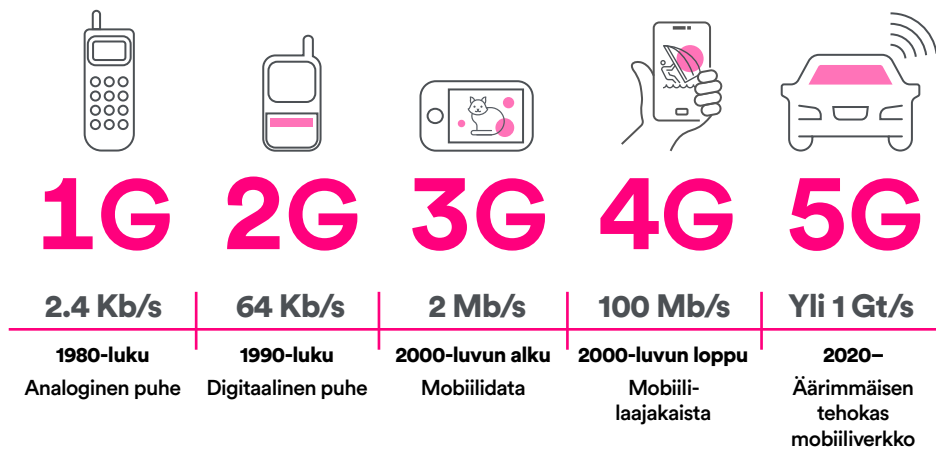 1G 2G 3G 4G 5G
2.4 Kb/s 64 Kb/s 2 Mb/s 100 Mb/s Yli 1 Gt/s
1980-luku 1990-luku 2000-luvun alku 2000-luvun loppu 2020–
Analoginen puhe Digitaalinen puhe Mobiilidata Mobiili- Äärimmäisen
laajakaista tehokas
mobiiliverkko